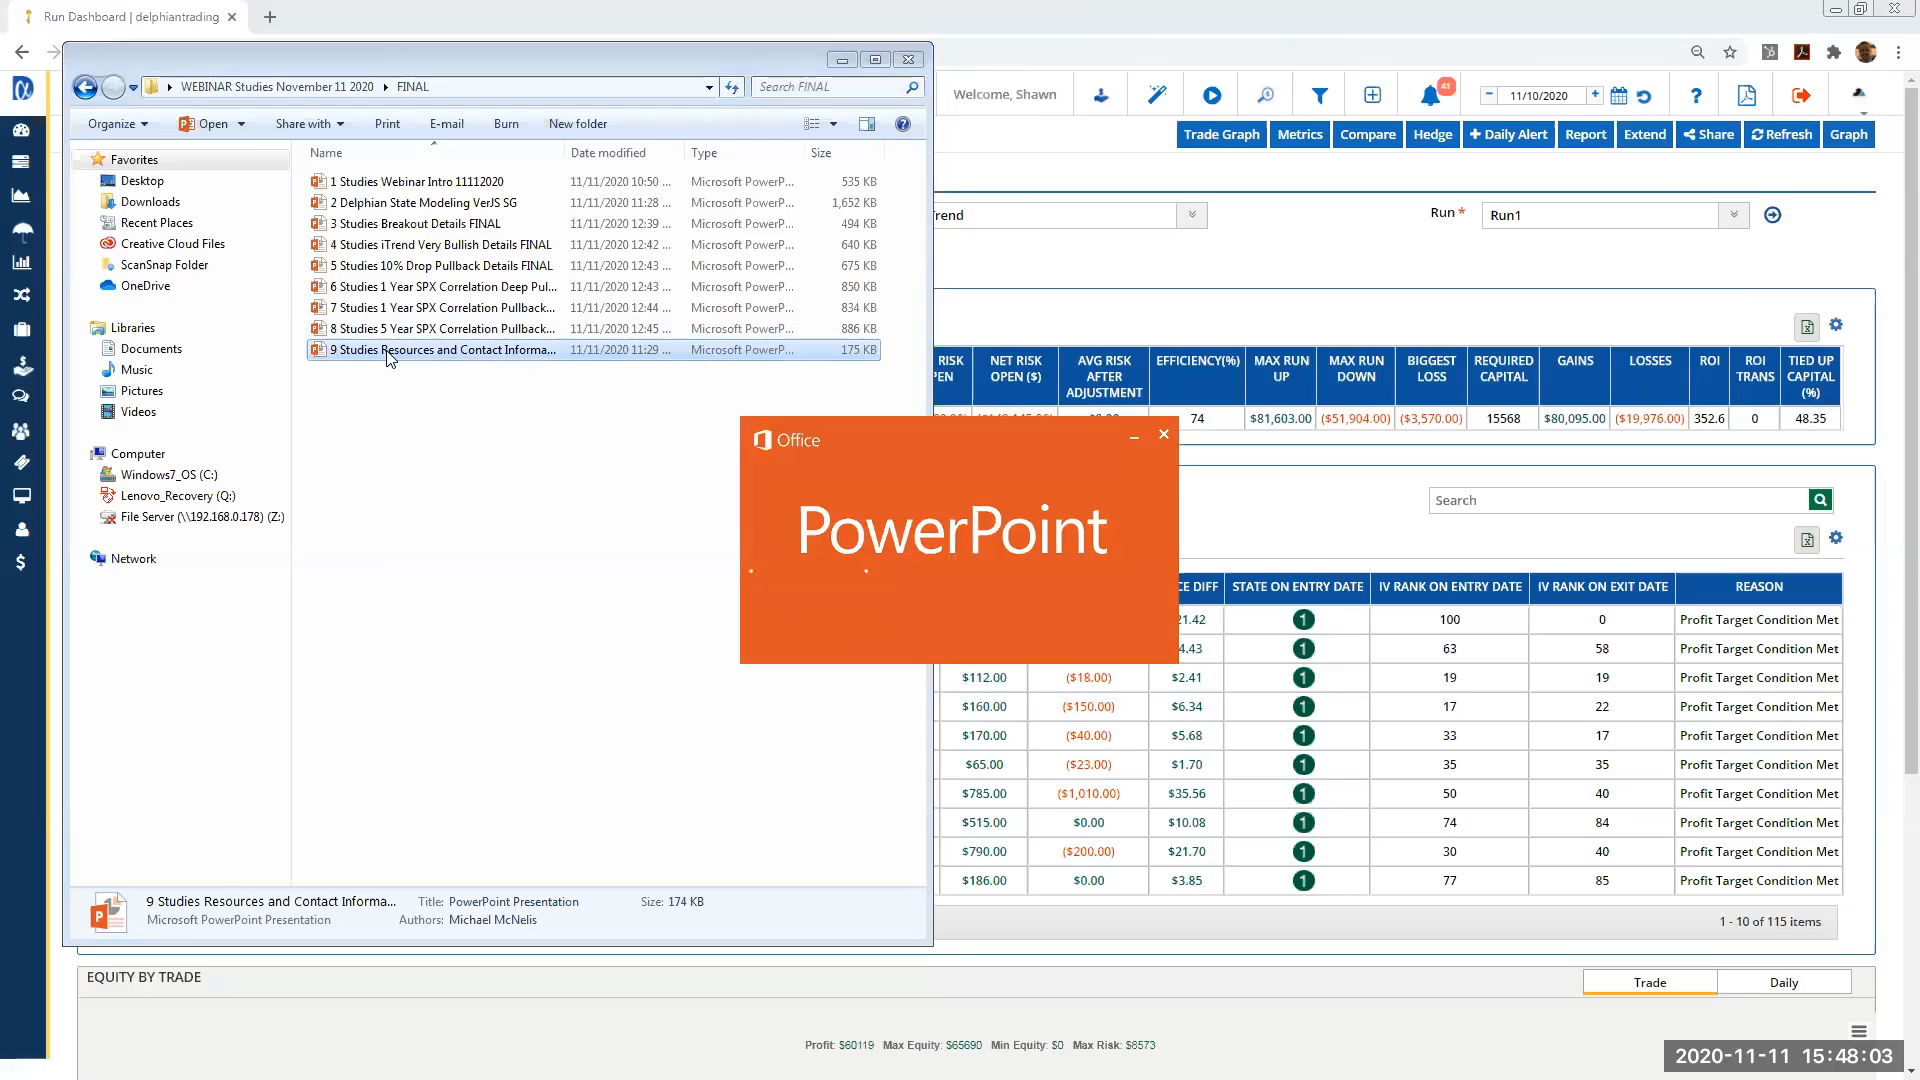 Run Dashboard | delphiantrading
WEBINAR Studies November 11 2020 FINAL
Search FINAL
Organize Open Share with Print E-mail Burn New folder
Name Date modified Type Size
Favorites
Desktop
Downloads
Recent Places
Creative Cloud Files
ScanSnap Folder
OneDrive
Libraries
Documents
Music
Pictures
Videos
Computer
Windows7_OS (C:)
Lenovo_Recovery (Q:)
File Server (\\192.168.0.178) (Z:)
Network
1 Studies Webinar Intro 11112020 11/11/2020 10:50 ... Microsoft PowerP... 535 KB
2 Delphian State Modeling VerJS SG 11/11/2020 11:28 ... Microsoft PowerP... 1,652 KB
3 Studies Breakout Details FINAL 11/11/2020 12:39 ... Microsoft PowerP... 494 KB
4 Studies iTrend Very Bullish Details FINAL 11/11/2020 12:42 ... Microsoft PowerP... 640 KB
5 Studies 10% Drop Pullback Details FINAL 11/11/2020 12:43 ... Microsoft PowerP... 675 KB
6 Studies 1 Year SPX Correlation Deep Pul... 11/11/2020 12:43 ... Microsoft PowerP... 850 KB
7 Studies 1 Year SPX Correlation Pullback... 11/11/2020 12:44 ... Microsoft PowerP... 834 KB
8 Studies 5 Year SPX Correlation Pullback... 11/11/2020 12:45 ... Microsoft PowerP... 886 KB
9 Studies Resources and Contact Informa... 11/11/2020 11:29 ... Microsoft PowerP... 175 KB
9 Studies Resources and Contact Informa... Title: PowerPoint Presentation Size: 174 KB
Microsoft PowerPoint Presentation Authors: Michael McNelis
Office
PowerPoint
Welcome, Shawn
41
11/10/2020
Trade Graph Metrics Compare Hedge Daily Alert Report Extend Share Refresh Graph
rend
Run * Run1
RISK PEN NET RISK OPEN ($) AVG RISK AFTER ADJUSTMENT EFFICIENCY(%) MAX RUN UP MAX RUN DOWN BIGGEST LOSS REQUIRED CAPITAL GAINS LOSSES ROI ROI TRANS TIED UP CAPITAL (%)
74 $81,603.00 ($51,904.00) ($3,570.00) 15568 $80,095.00 ($19,976.00) 352.6 0 48.35
Search
CE DIFF STATE ON ENTRY DATE IV RANK ON ENTRY DATE IV RANK ON EXIT DATE REASON
21.42 1 100 0 Profit Target Condition Met
4.43 1 63 58 Profit Target Condition Met
$112.00 ($18.00) $2.41 1 19 19 Profit Target Condition Met
$160.00 ($150.00) $6.34 1 17 22 Profit Target Condition Met
$170.00 ($40.00) $5.68 1 33 17 Profit Target Condition Met
$65.00 ($23.00) $1.70 1 35 35 Profit Target Condition Met
$785.00 ($1,010.00) $35.56 1 50 40 Profit Target Condition Met
$515.00 $0.00 $10.08 1 74 84 Profit Target Condition Met
$790.00 ($200.00) $21.70 1 30 40 Profit Target Condition Met
$186.00 $0.00 $3.85 1 77 85 Profit Target Condition Met
1 - 10 of 115 items
EQUITY BY TRADE
Trade Daily
Profit: $60119 Max Equity: $65690 Min Equity: $0 Max Risk: $8573
2020-11-11 15:48:03